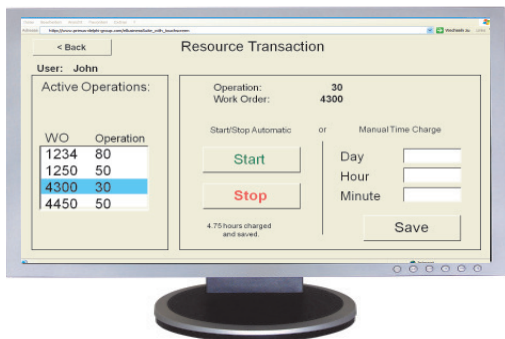 < Back
Resource Transaction
User: John
Active Operations:
WO Operation
1234 80
1250 50
4300 30
4450 50
Operation: 30
Work Order: 4300
Start/Stop Automatic or Manual Time Charge
Start
Stop
4.75 hours charged
and saved.
Day
Hour
Minute
Save